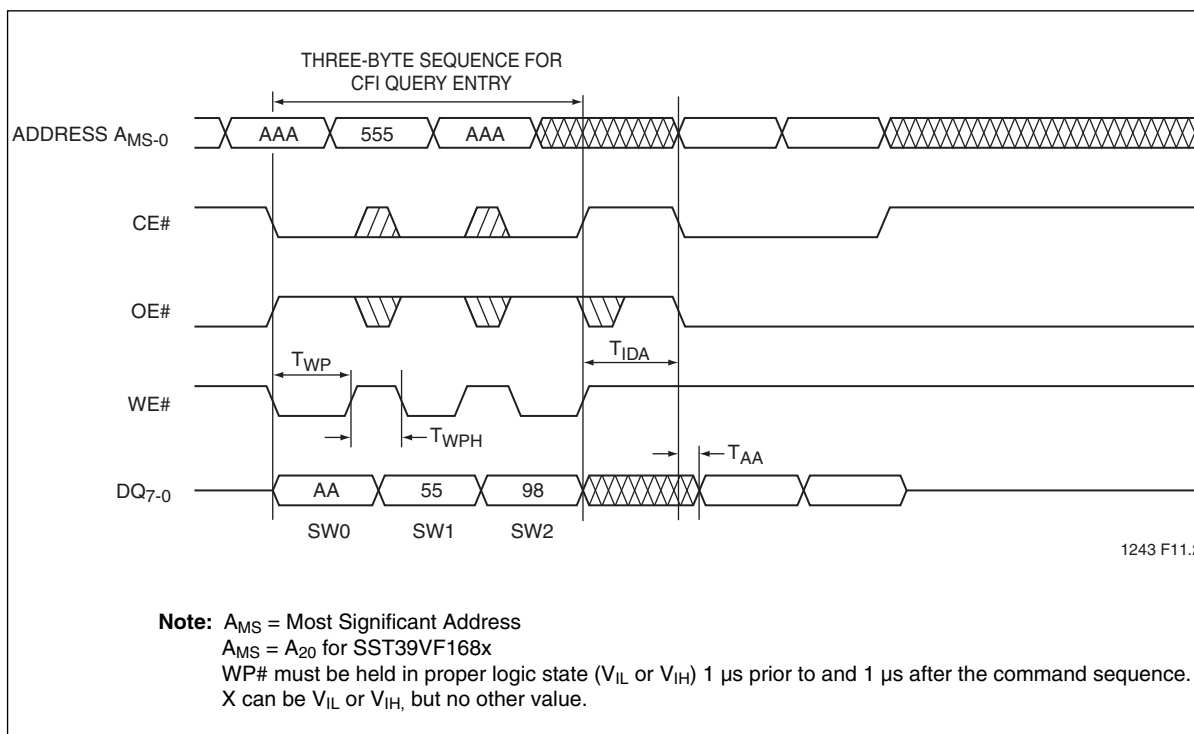 THREE-BYTE SEQUENCE FOR
CFI QUERY ENTRY
ADDRESS AMS-0
AAA 555 AAA
CE#
OE#
TWP TIDA
WE#
TWPH
TAA
DQ7-0
AA 55 98
SW0 SW1 SW2
1243 F11.2
Note: AMS = Most Significant Address
AMS = A20 for SST39VF168x
WP# must be held in proper logic state (VIL or VIH) 1 µs prior to and 1 µs after the command sequence.
X can be VIL or VIH, but no other value.